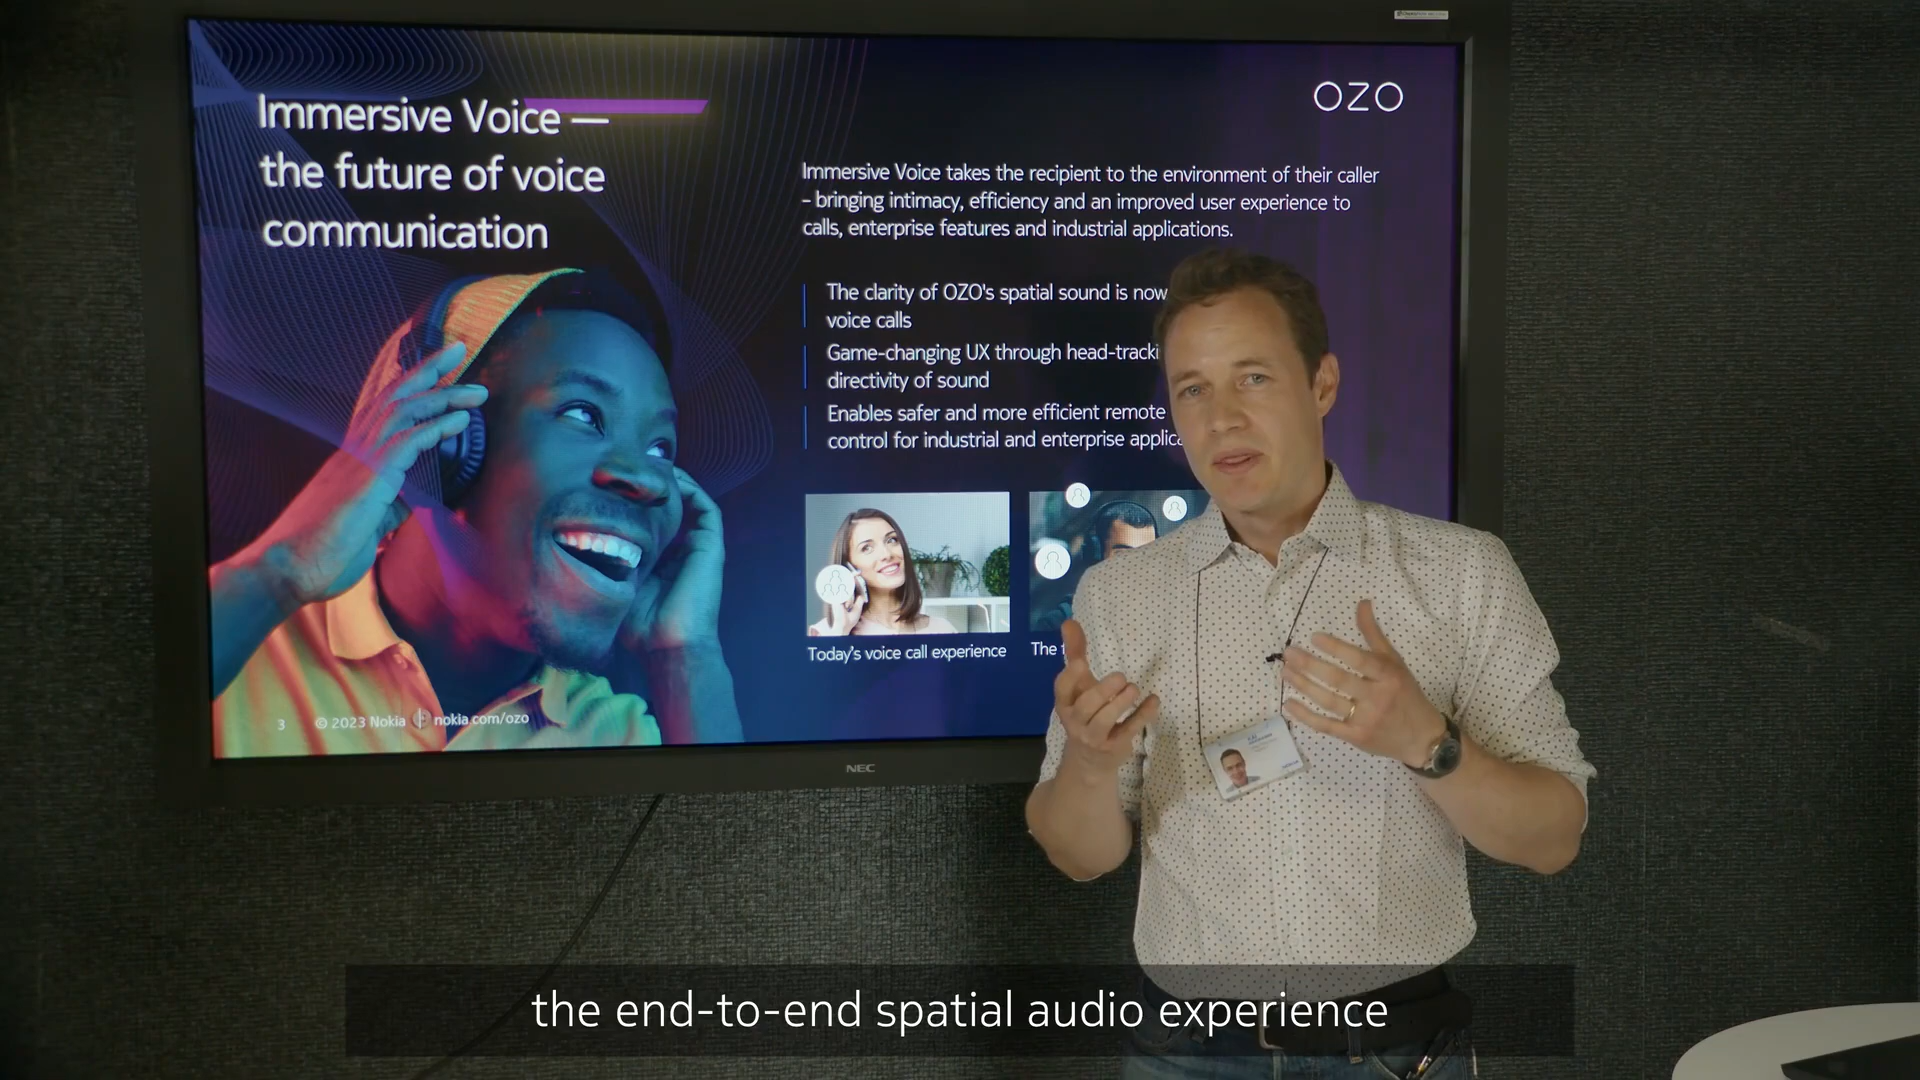 Immersive Voice —
the future of voice
communication
OZO
Immersive Voice takes the recipient to the environment of their caller
– bringing intimacy, efficiency and an improved user experience to
calls, enterprise features and industrial applications.
The clarity of OZO's spatial sound is now
voice calls
Game-changing UX through head-tracki
directivity of sound
Enables safer and more efficient remote
control for industrial and enterprise applica
Today's voice call experience
The
3 © 2023 Nokia nokia.com/ozo
NEC
the end-to-end spatial audio experience